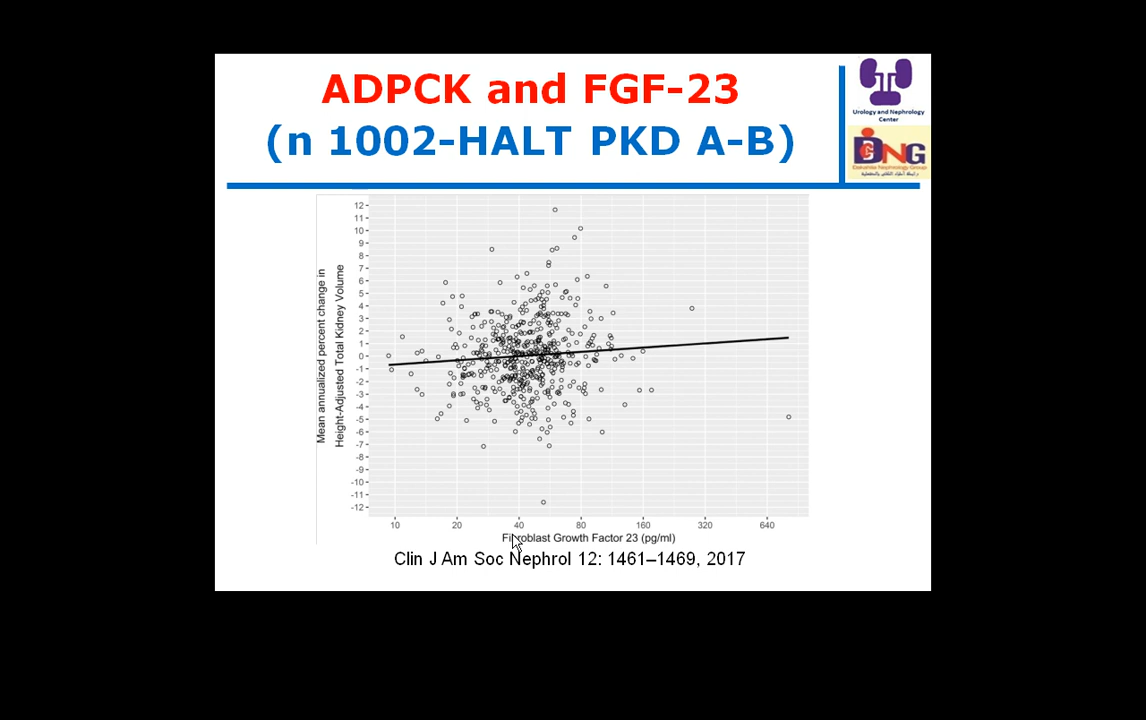 ADPCK and FGF-23
(n 1002-HALT PKD A-B)
Urology and Nephrology
Center
DNG
Dakahlia Nephrology Group
Mean annualized percent change in
Height-Adjusted Total Kidney Volume
12
11
10
9
8
7
6
5
4
3
2
1
0
-1
-2
-3
-4
-5
-6
-7
-8
-9
-10
-11
-12
10 20 40 80 160 320 640
Fibroblast Growth Factor 23 (pg/ml)
Clin J Am Soc Nephrol 12: 1461–1469, 2017